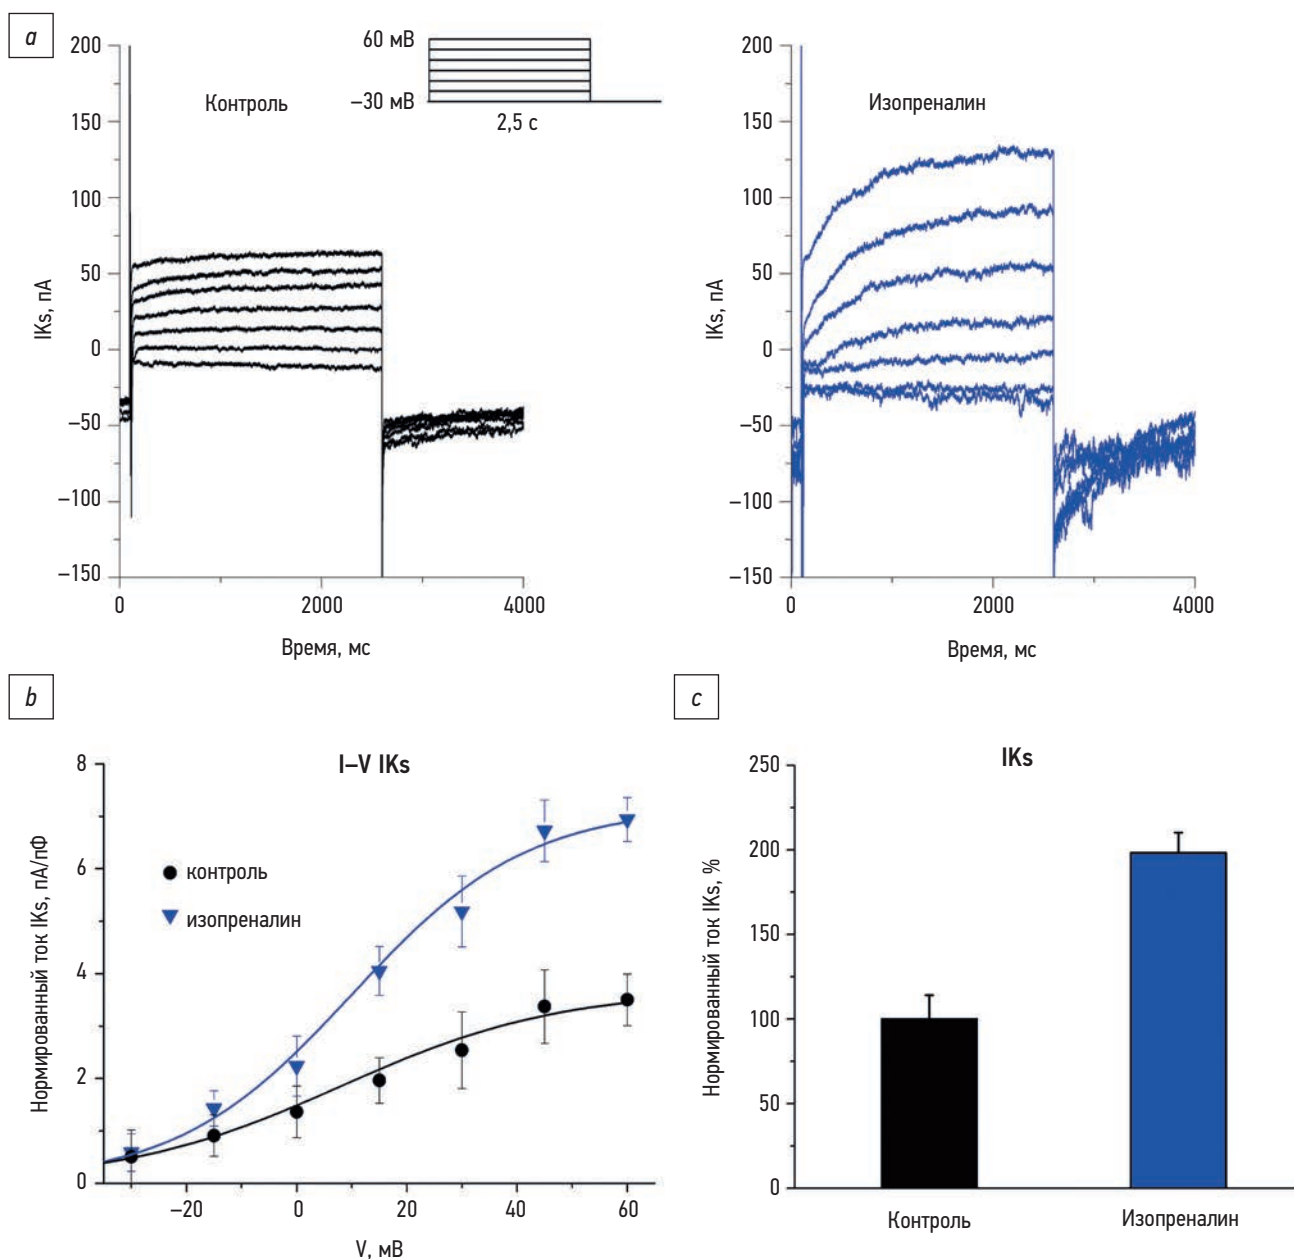 a
200
150
100
50
0
−50
−100
−150
IKs, пА
Контроль
60 мВ
−30 мВ
2,5 с
0
2000
4000
Время, мс
200
150
100
50
0
−50
−100
−150
IKs, пА
Изопреналин
0
2000
4000
Время, мс
b
I–V IKs
8
6
4
2
0
Нормированный ток IKs, пА/пФ
контроль
изопреналин
−20
0
20
40
60
V, мВ
c
IKs
250
200
150
100
50
0
Нормированный ток IKs, %
Контроль
Изопреналин